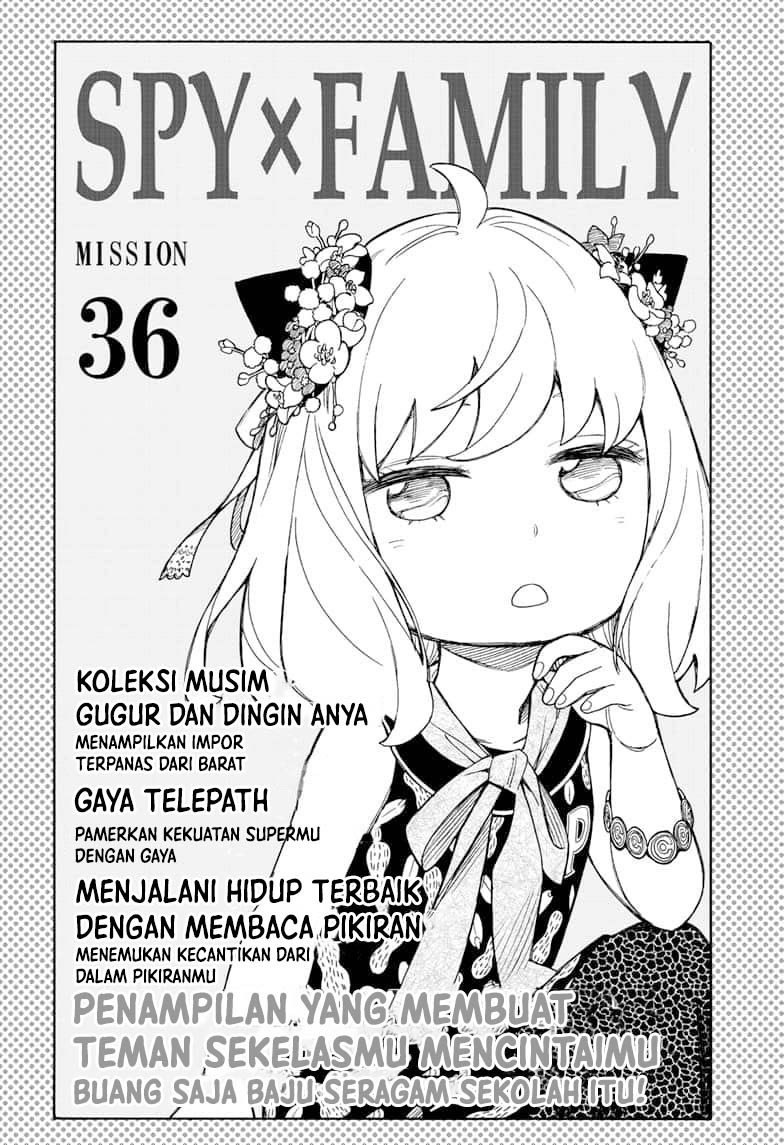 SPY×FAMILY
MISSION
36
KOLEKSI MUSIM
GUGUR DAN DINGIN ANYA
MENAMPILKAN IMPOR
TERPANAS DARI BARAT
GAYA TELEPATH
PAMERKAN KEKUATAN SUPERMU
DENGAN GAYA
MENJALANI HIDUP TERBAIK
DENGAN MEMBACA PIKIRAN
MENEMUKAN KECANTIKAN DARI
DALAM PIKIRANMU
PENAMPILAN YANG MEMBUAT
TEMAN SEKELASMU MENCINTAIMU
BUANG SAJA BAJU SERAGAM SEKOLAH ITU!
P